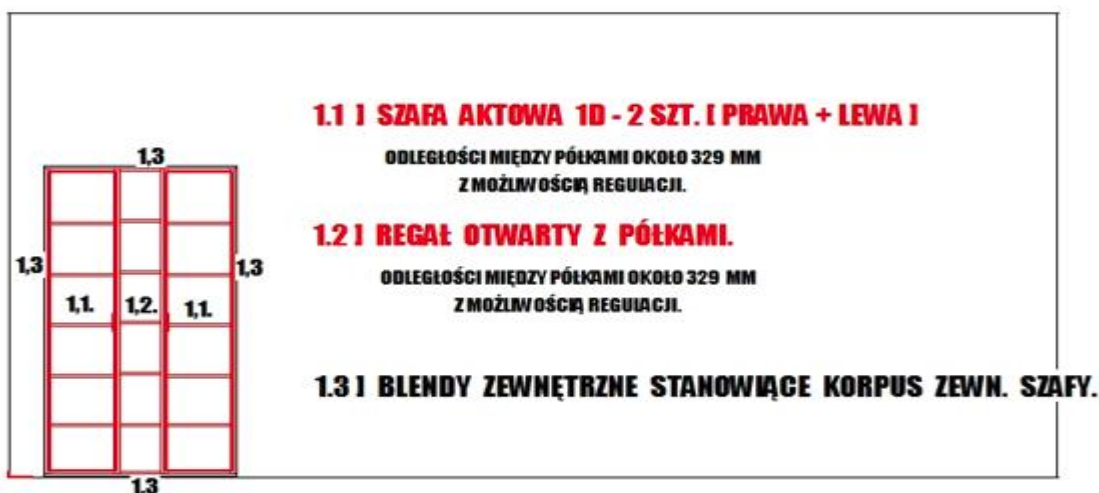 1.1 ] SZAFA AKTOWA 1D - 2 SZT. [ PRAWA + LEWA ]
ODLEGŁOŚCI MIĘDZY PÓŁKAMI OKOŁO 329 MM
Z MOŻLIWOŚCIĄ REGULACJI.
1.2 ] REGAŁ OTWARTY Z PÓŁKAMI.
ODLEGŁOŚCI MIĘDZY PÓŁKAMI OKOŁO 329 MM
Z MOŻLIWOŚCIĄ REGULACJI.
1.3 ] BLENDY ZEWNĘTRZNE STANOWIĄCE KORPUS ZEWN. SZAFY.
1,3
1,3
1,3
1,1.
1,2.
1,1.
1.3